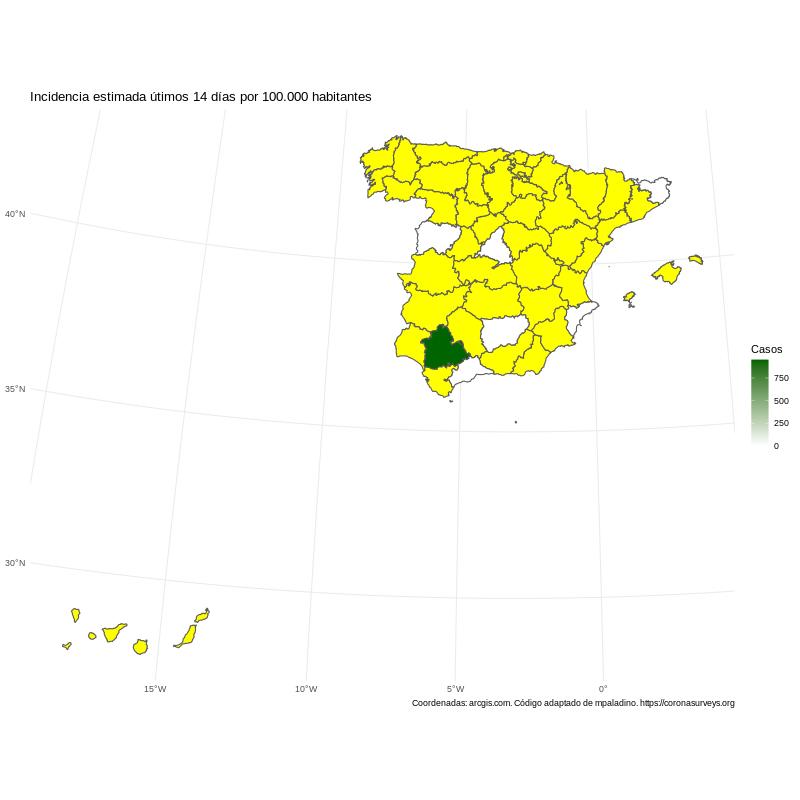 Incidencia estimada útimos 14 días por 100.000 habitantes
40°N
35°N
30°N
15°W
10°W
5°W
0°
Casos
750
500
250
0
Coordenadas: arcgis.com. Código adaptado de mpaladino. https://coronasurveys.org